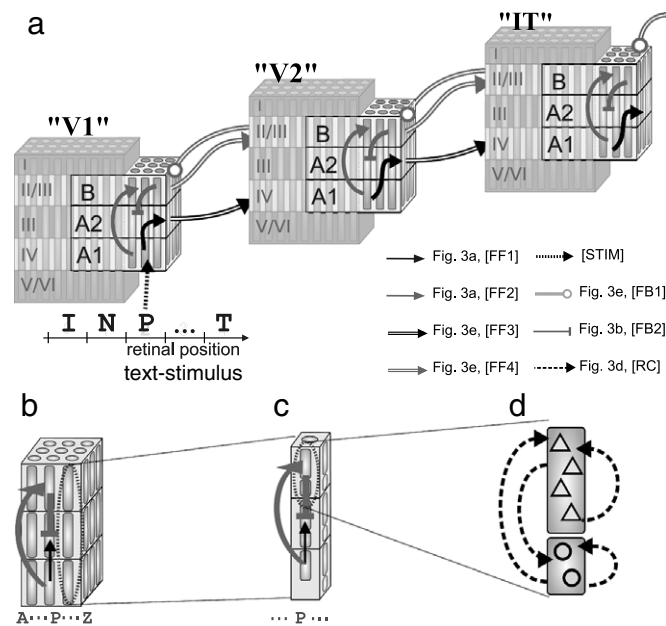 a
"IT"
I
"V2"
II/III
B
"V1"
I
III
A2
II/III
B
IV
A1
I
III
A2
V/VI
II/III
B
IV
A1
III
A2
V/VI
IV
A1
V/VI
Fig. 3a, [FF1]
[STIM]
Fig. 3a, [FF2]
Fig. 3e, [FB1]
I N P ... T
Fig. 3e, [FF3]
Fig. 3b, [FB2]
retinal position
text-stimulus
Fig. 3e, [FF4]
Fig. 3d, [RC]
b
c
d
A····P····Z
··· P ·· ··